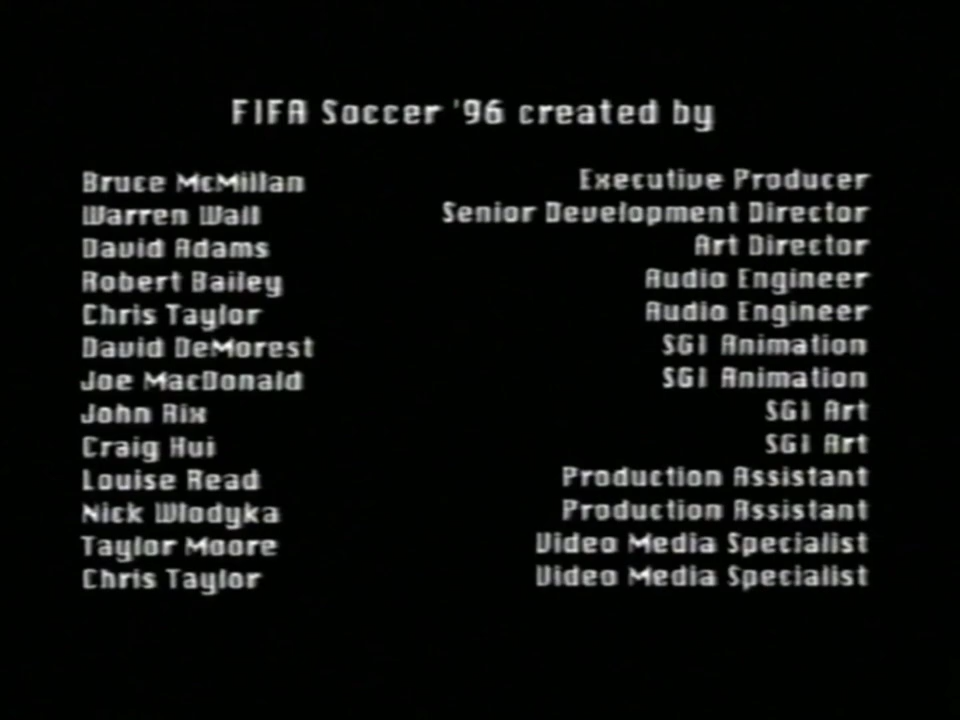 FIFA Soccer '96 created by
Bruce McMillan Executive Producer
Warren Wall Senior Development Director
David Adams Art Director
Robert Bailey Audio Engineer
Chris Taylor Audio Engineer
David DeMorest SGI Animation
Joe MacDonald SGI Animation
John Rix SGI Art
Craig Hui SGI Art
Louise Read Production Assistant
Nick Wlodyka Production Assistant
Taylor Moore Video Media Specialist
Chris Taylor Video Media Specialist